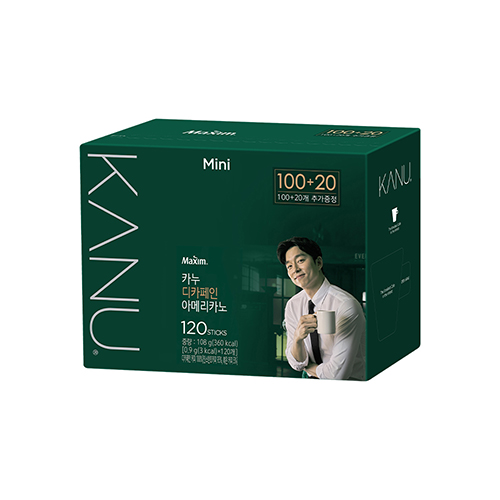 Maxim.
Mini
100+20
100+20개 추가증정
KANU®
Maxim.
카누
디카페인
아메리카노
120 STICKS
중량 : 108 g(360 kcal)
[0.9 g(3 kcal)×120개]
KANU